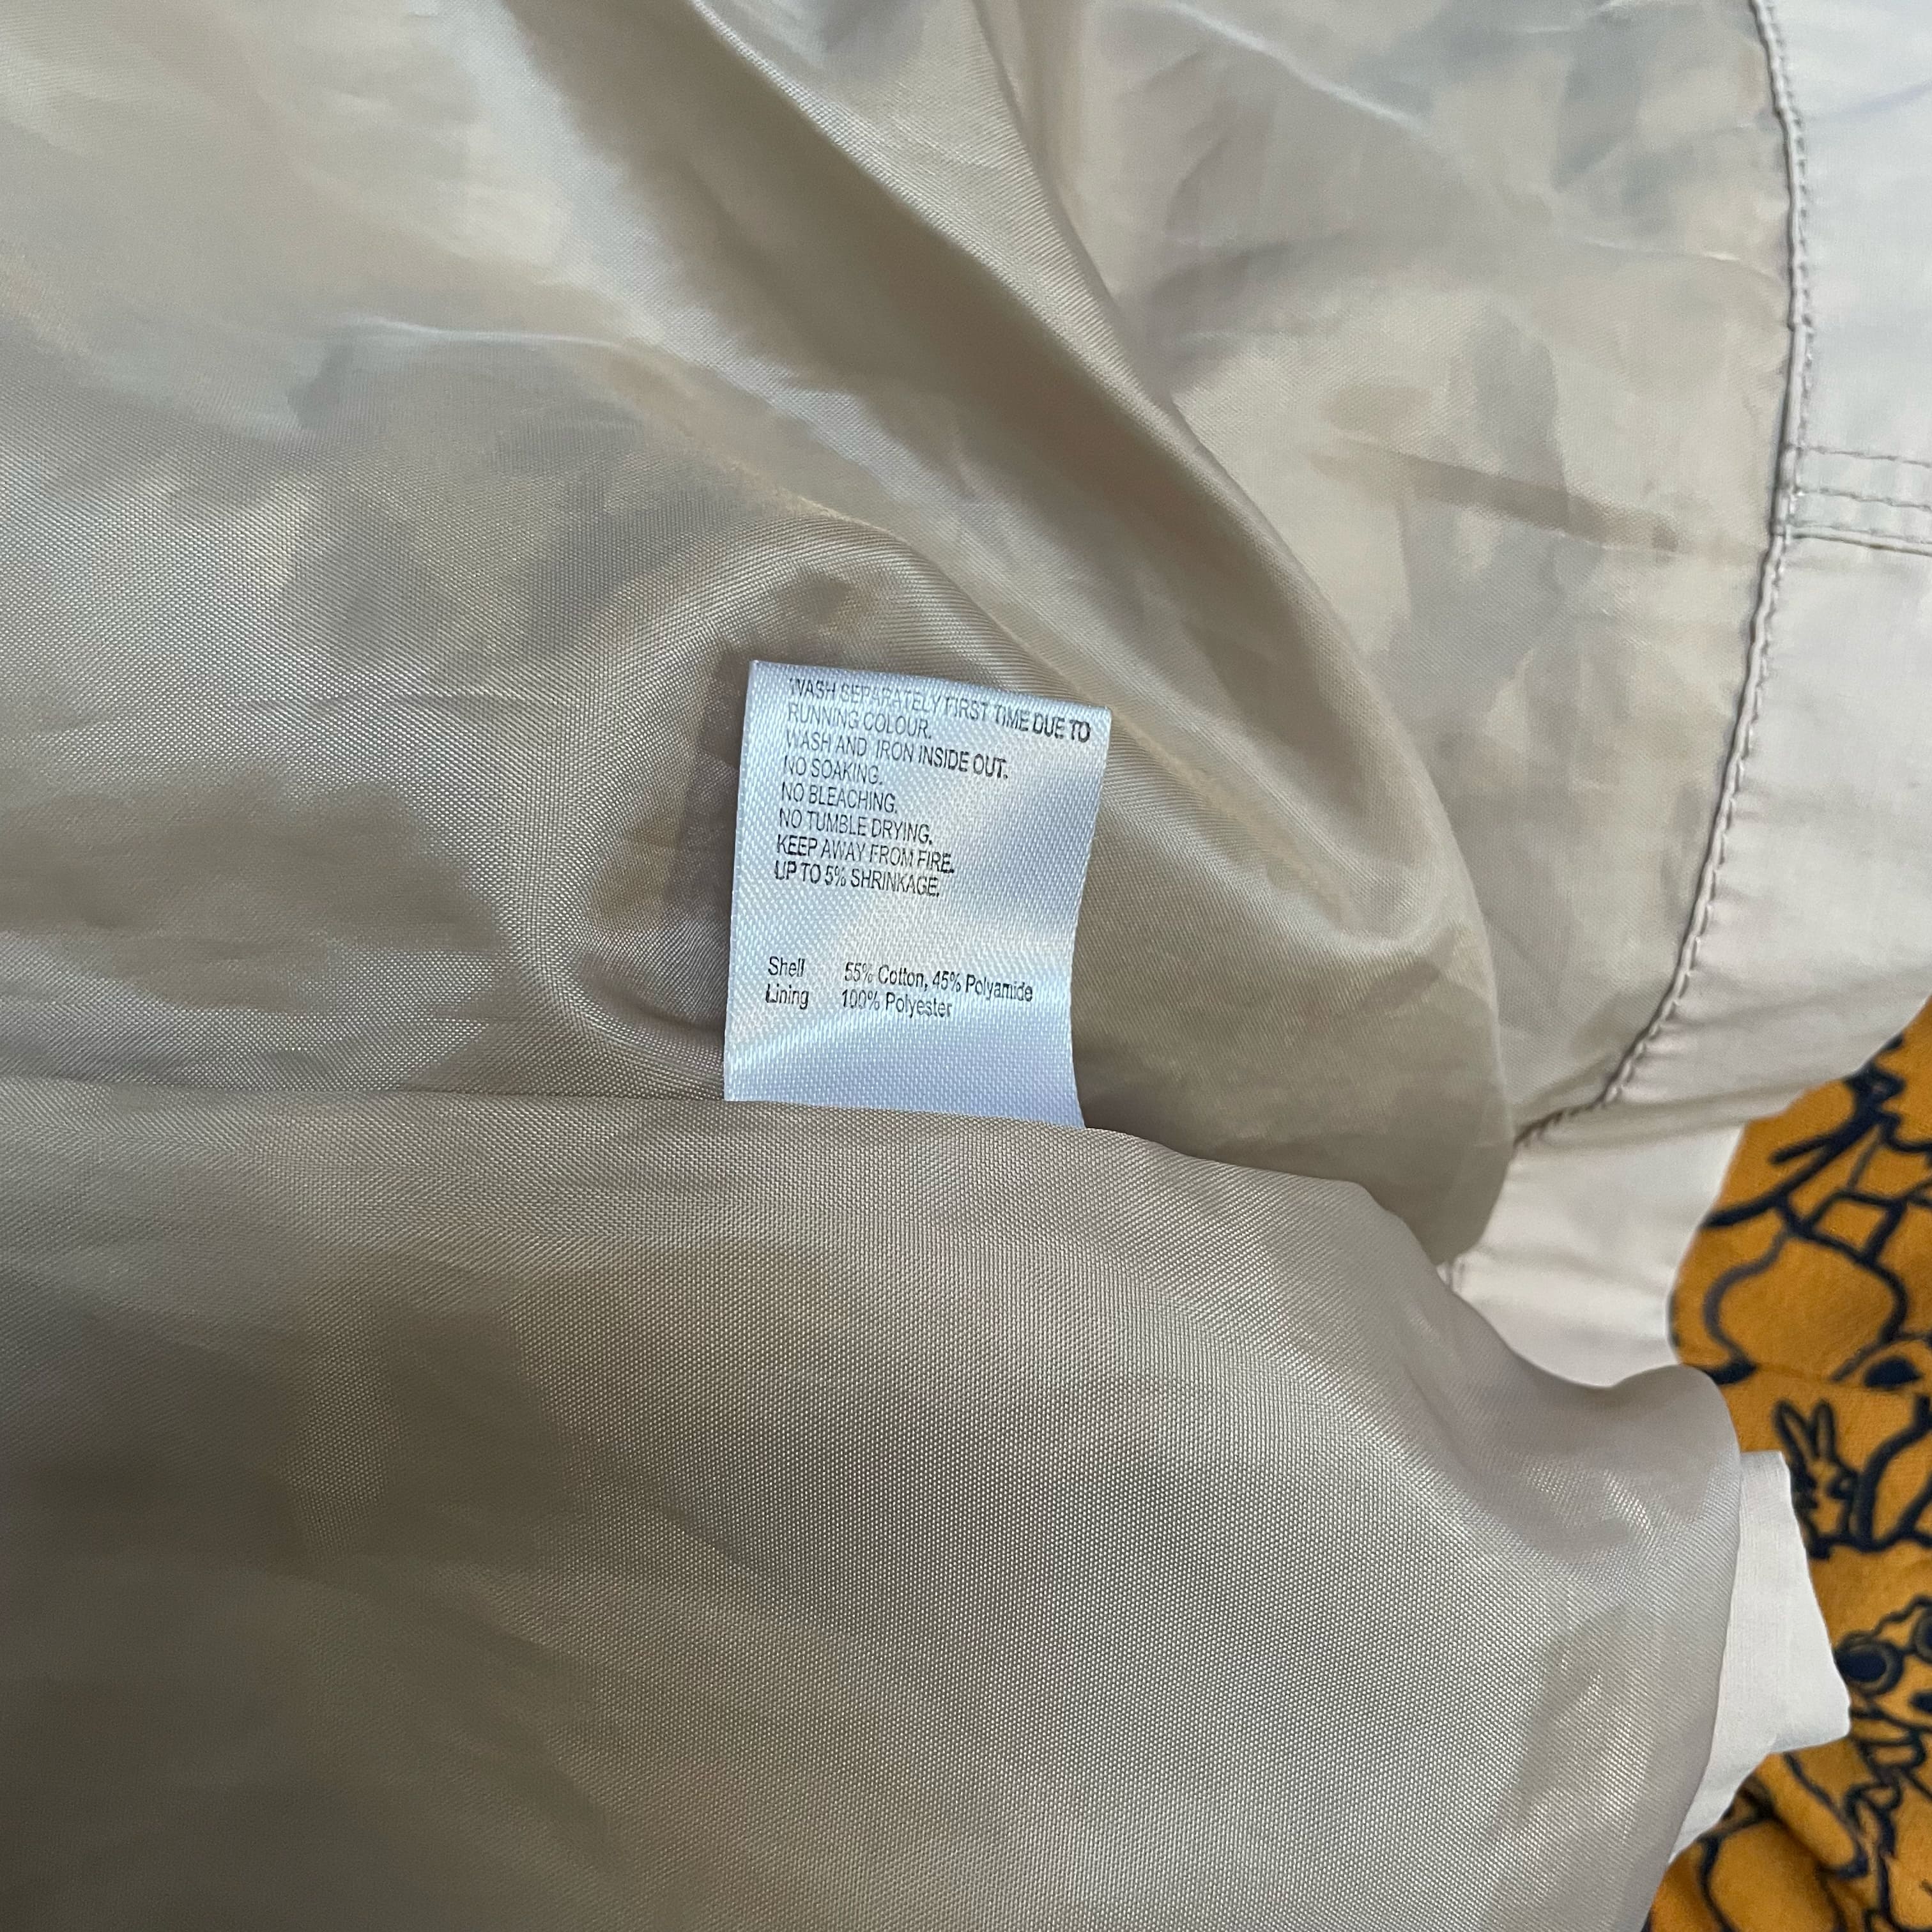 WASH SEPARATELY FIRST TIME DUE TO
RUNNING COLOUR.
WASH AND IRON INSIDE OUT.
NO SOAKING.
NO BLEACHING.
NO TUMBLE DRYING.
KEEP AWAY FROM FIRE.
UP TO 5% SHRINKAGE.
Shell 55% Cotton, 45% Polyamide
Lining 100% Polyester